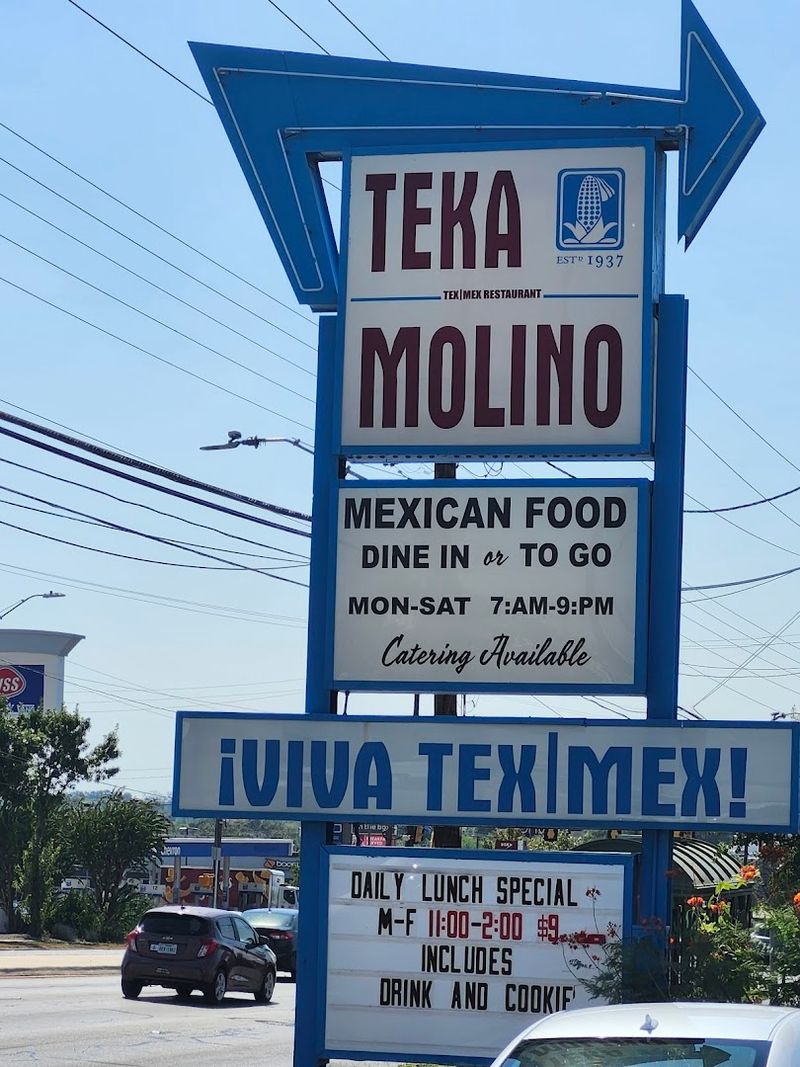 TEKA
ESTD 1937
TEX|MEX RESTAURANT
MOLINO
MEXICAN FOOD
DINE IN or TO GO
MON-SAT 7:AM-9:PM
Catering Available
¡VIVA TEX|MEX!
DAILY LUNCH SPECIAL
M-F 11:00-2:00 $9
INCLUDES
DRINK AND COOKIE